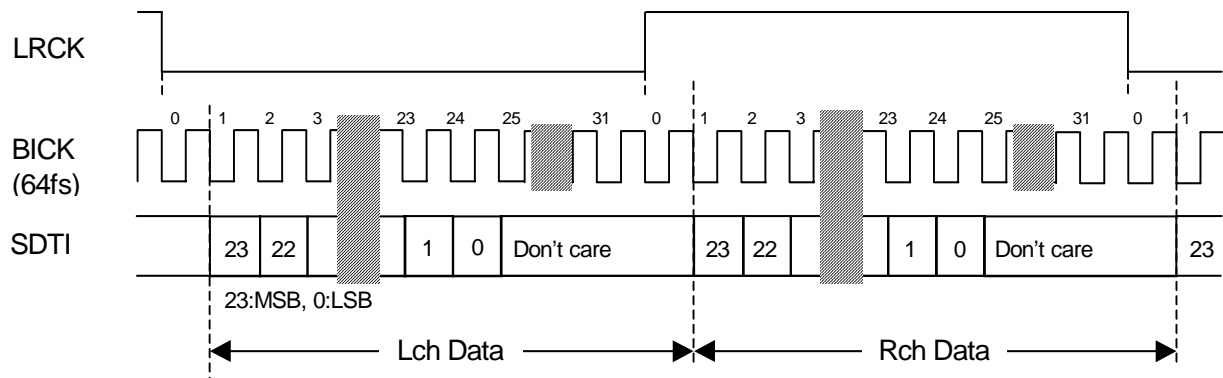 LRCK
0 1 2 3 23 24 25 31 0 1 2 3 23 24 25 31 0 1
BICK
(64fs)
SDTI 23 22 1 0 Don't care 23 22 1 0 Don't care 23
23:MSB, 0:LSB
Lch Data Rch Data